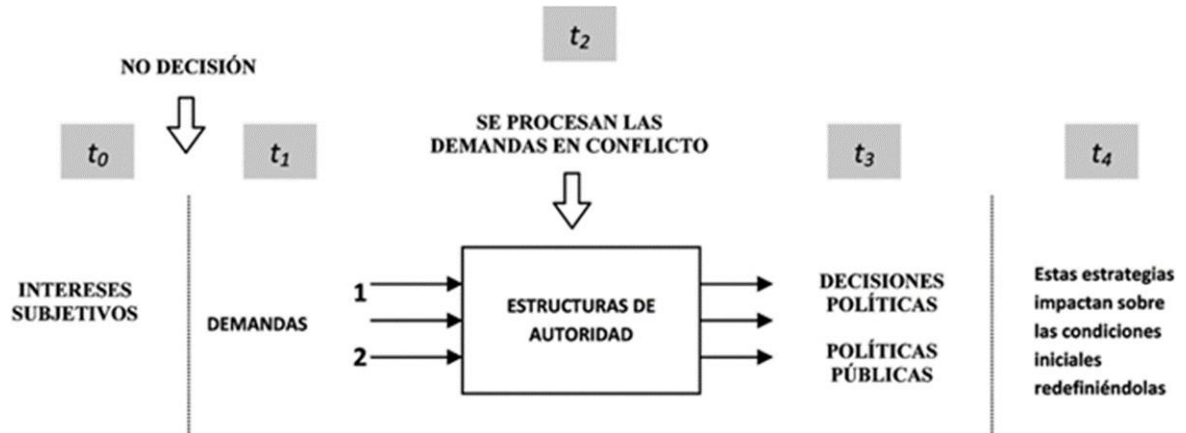 t2
NO DECISIÓN
SE PROCESAN LAS
DEMANDAS EN CONFLICTO
t0
t1
t3
t4
INTERESES
SUBJETIVOS
DEMANDAS
1
2
ESTRUCTURAS DE
AUTORIDAD
DECISIONES
POLÍTICAS
POLÍTICAS
PÚBLICAS
Estas estrategias
impactan sobre
las condiciones
iniciales
redefiniéndolas